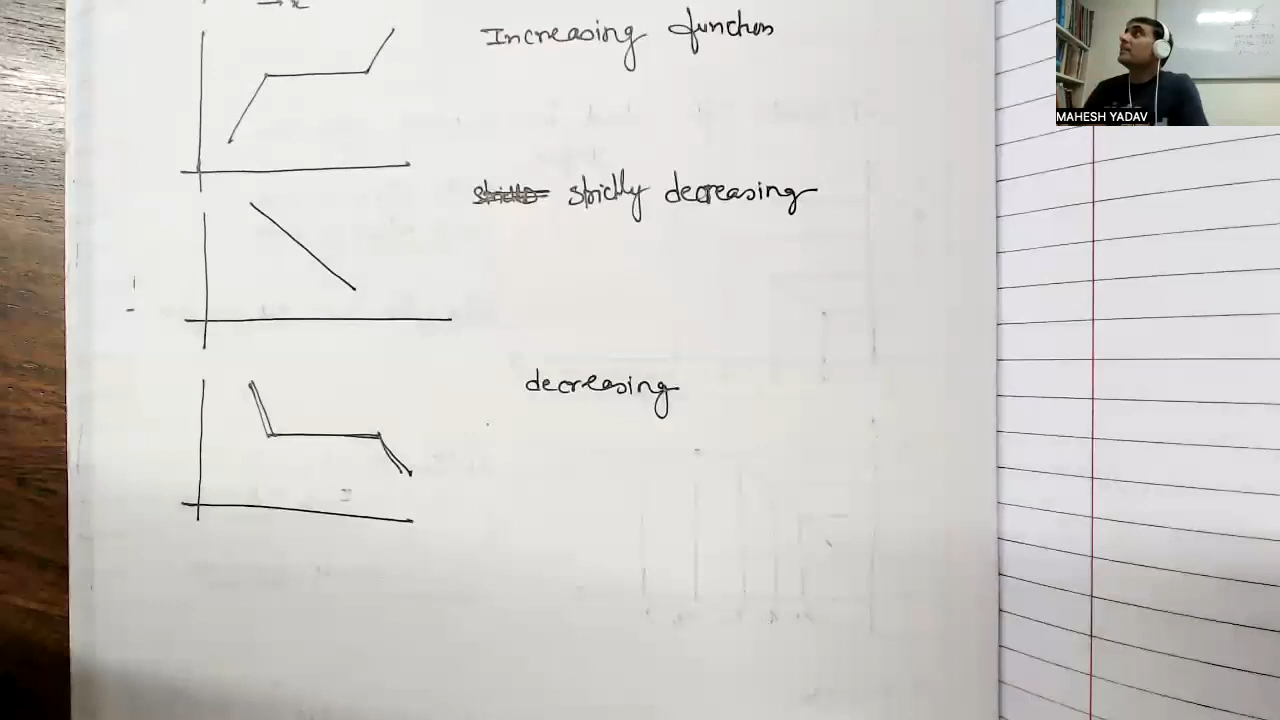 → x
Increasing function
strictly decreasing
decreasing
MAHESH YADAV